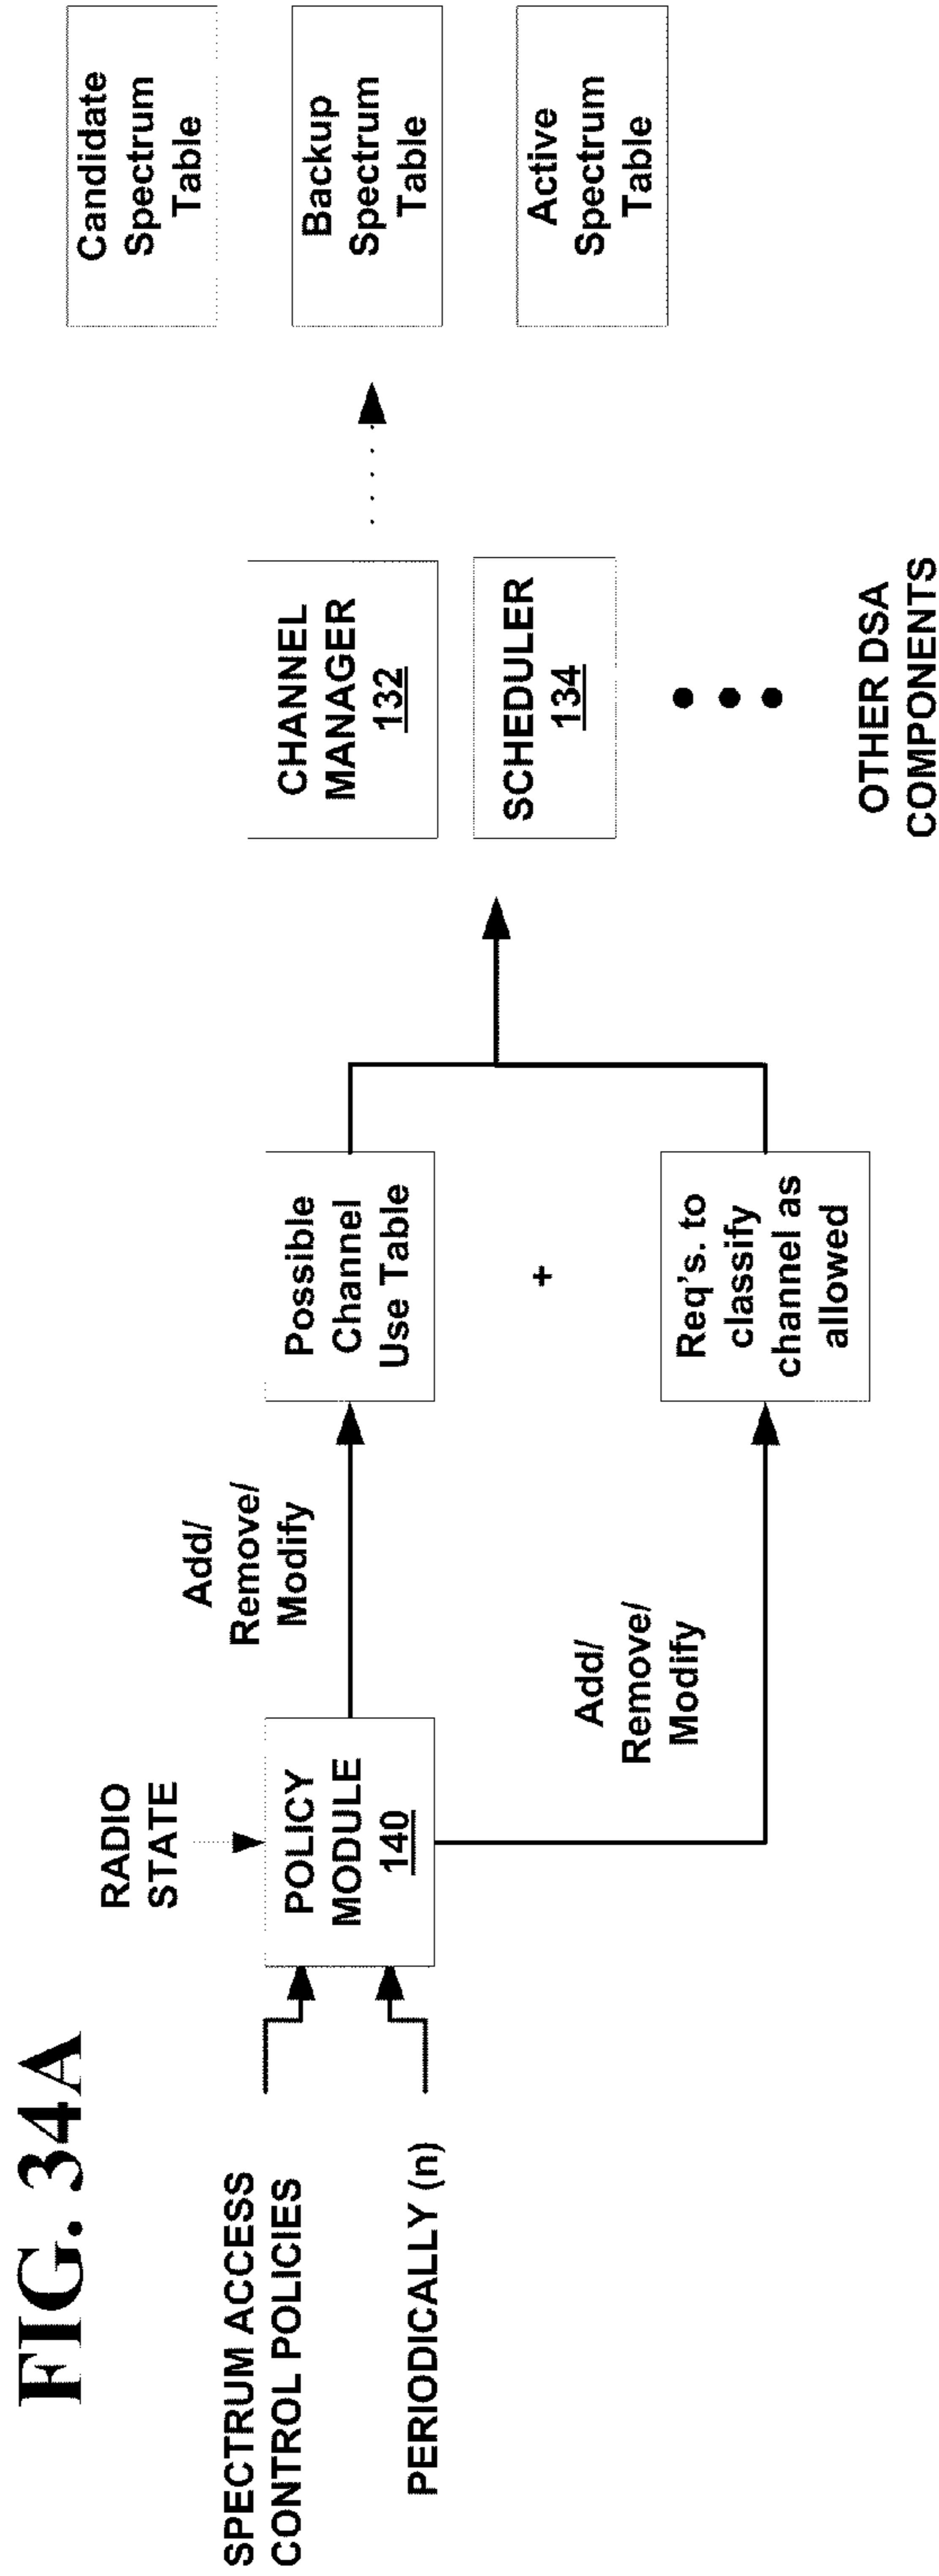 FIG. 34A
SPECTRUM ACCESS
CONTROL POLICIES
PERIODICALLY (n)
RADIO
STATE
POLICY
MODULE
140
Add/
Remove/
Modify
Add/
Remove/
Modify
Possible
Channel
Use Table
+
Req's. to
classify
channel as
allowed
CHANNEL
MANAGER
132
SCHEDULER
134
OTHER DSA
COMPONENTS
Candidate
Spectrum
Table
Backup
Spectrum
Table
Active
Spectrum
Table